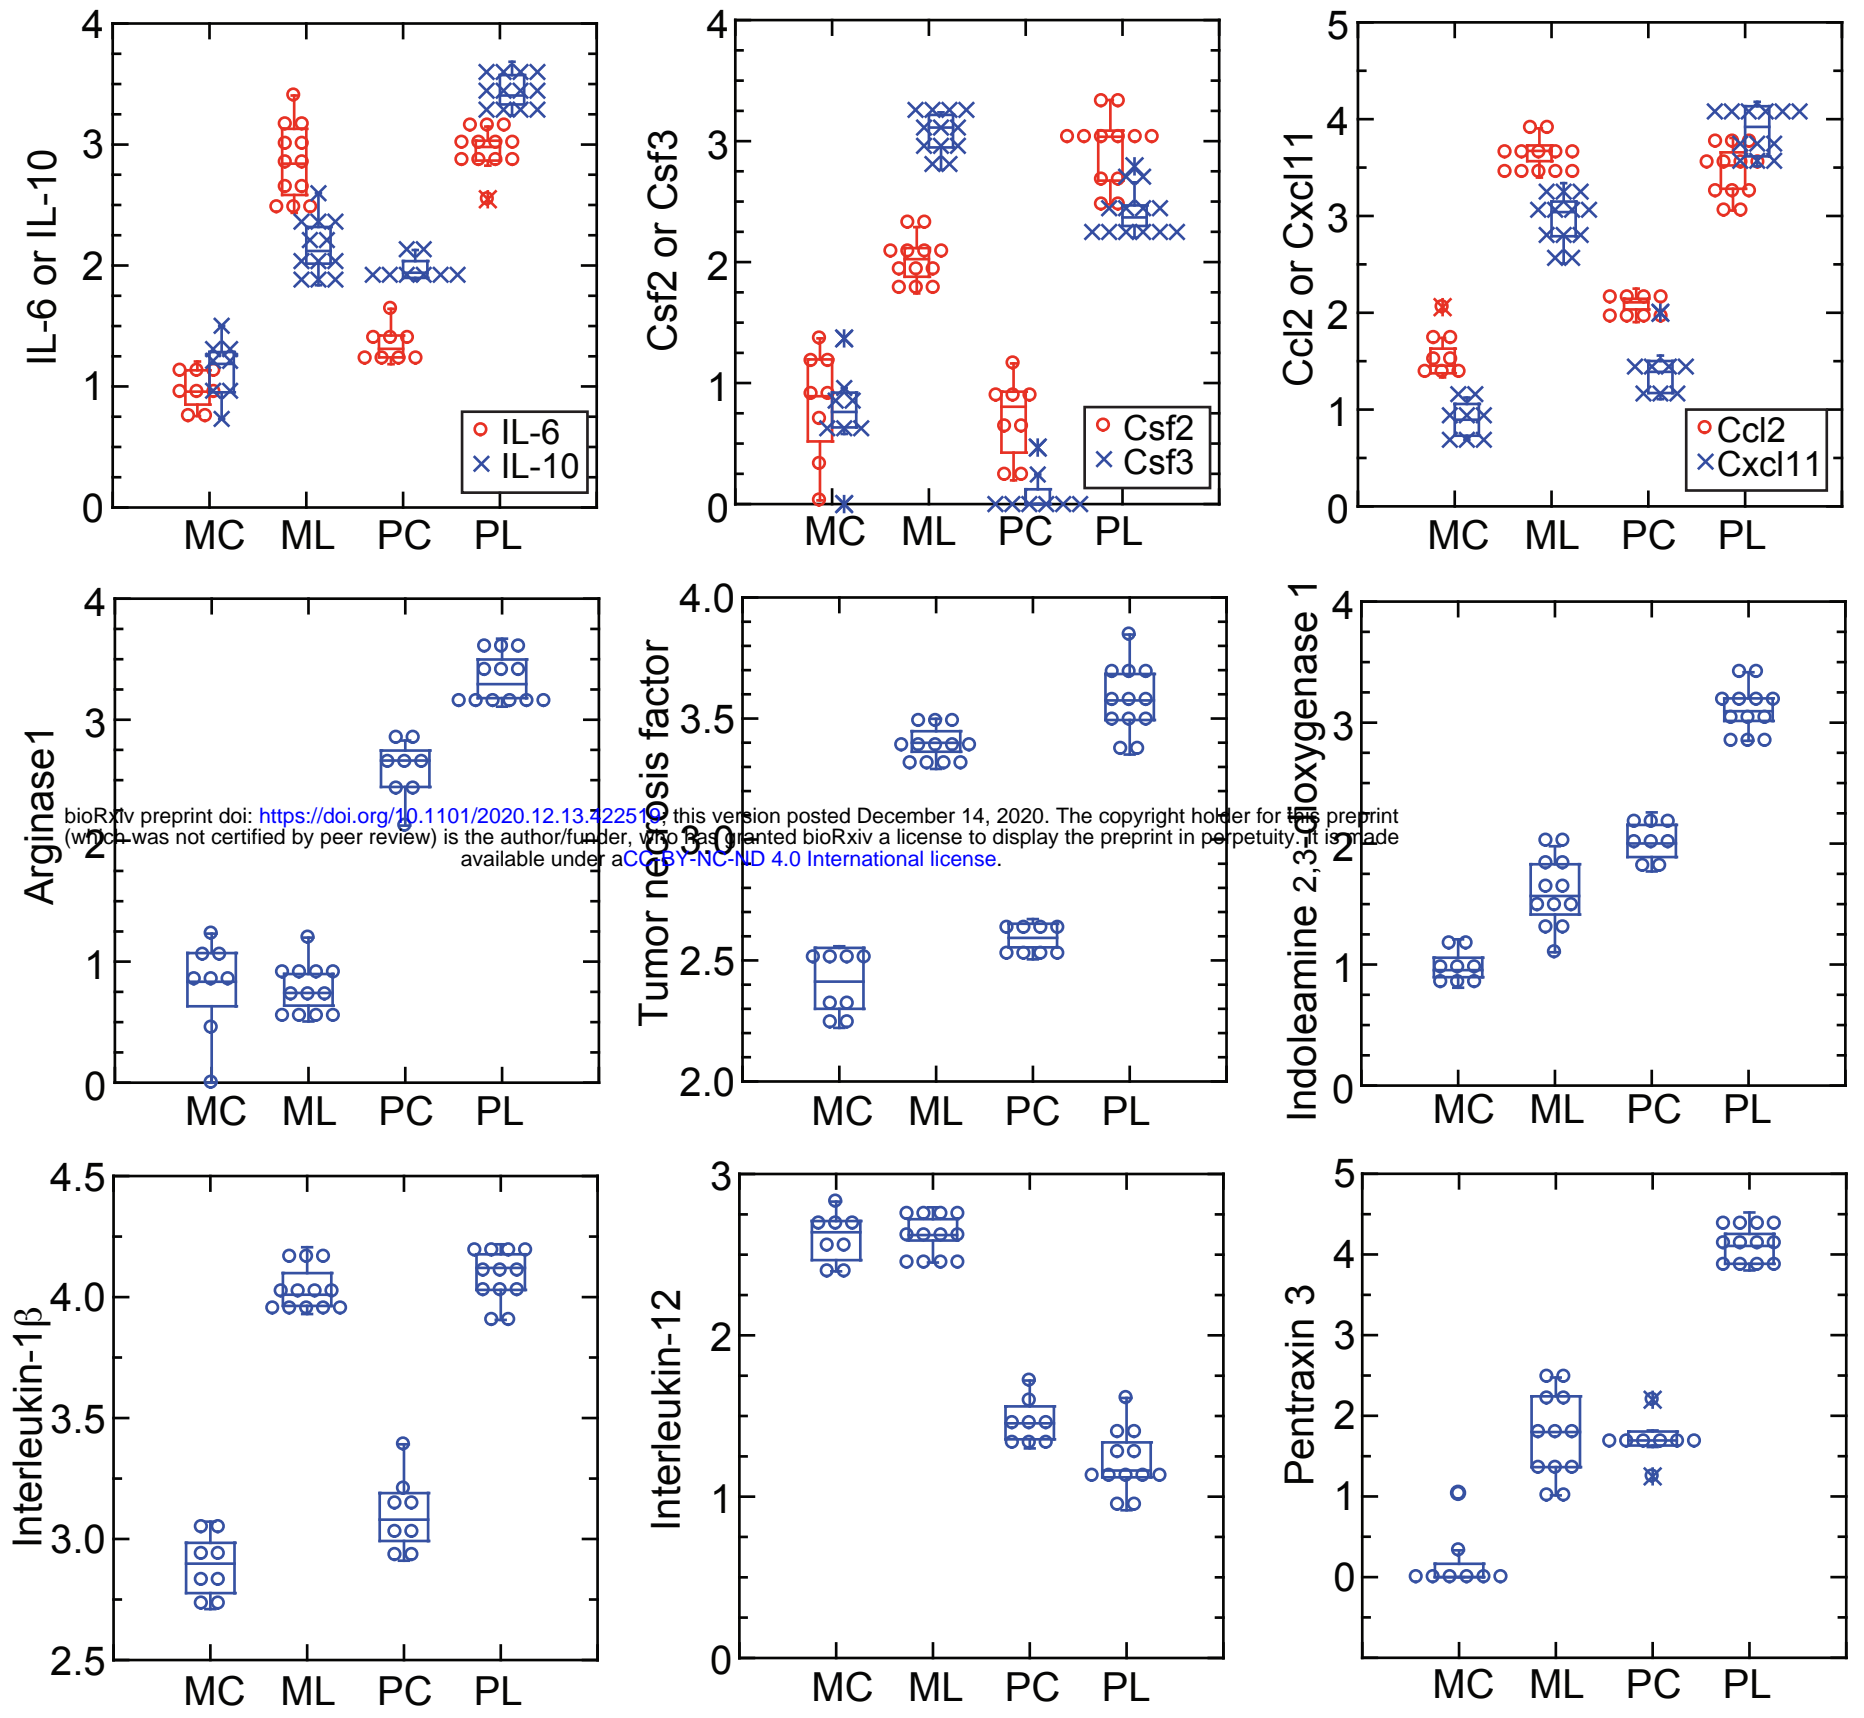 IL-6 or IL-10
4
3
2
1
0
MC ML PC PL
IL-6
IL-10
Csf2 or Csf3
4
3
2
1
0
MC ML PC PL
Csf2
Csf3
Ccl2 or Cxcl11
5
4
3
2
1
0
MC ML PC PL
Ccl2
Cxcl11
Arginase1
4
3
2
1
0
MC ML PC PL
Tumor necrosis factor
4.0
3.5
3.0
2.5
2.0
MC ML PC PL
Indoleamine 2,3-dioxygenase 1
4
3
2
1
0
MC ML PC PL
bioRxiv preprint doi: https://doi.org/10.1101/2020.12.13.422519; this version posted December 14, 2020. The copyright holder for this preprint
(which was not certified by peer review) is the author/funder, who has granted bioRxiv a license to display the preprint in perpetuity. It is made
available under aCC-BY-NC-ND 4.0 International license.
Interleukin-1β
4.5
4.0
3.5
3.0
2.5
MC ML PC PL
Interleukin-12
3
2
1
0
MC ML PC PL
Pentraxin 3
5
4
3
2
1
0
MC ML PC PL